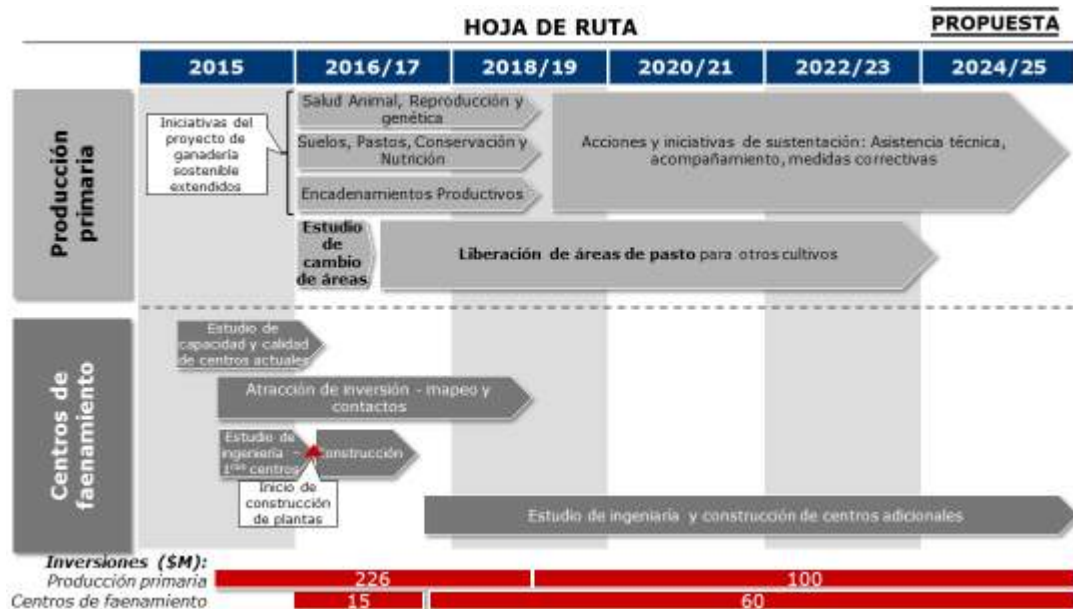 HOJA DE RUTA
PROPUESTA
2015
2016/17
2018/19
2020/21
2022/23
2024/25
Producción
primaria
Iniciativas del
proyecto de
ganadería
sostenible
extendidos
Salud Animal, Reproducción y
genética
Suelos, Pastos, Conservación y
Nutrición
Encadenamientos Productivos
Acciones y iniciativas de sustentación: Asistencia técnica,
acompañamiento, medidas correctivas
Estudio
de
cambio
de áreas
Liberación de áreas de pasto para otros cultivos
Centros de
faenamiento
Estudio de
capacidad y calidad
de centros actuales
Atracción de inversión - mapeo y
contactos
Estudio de
ingeniería –
1ros centros
Construcción
Inicio de
construcción
de plantas
Estudio de ingeniaría y construcción de centros adicionales
Inversiones ($M):
Producción primaria
226
100
Centros de faenamiento
15
60